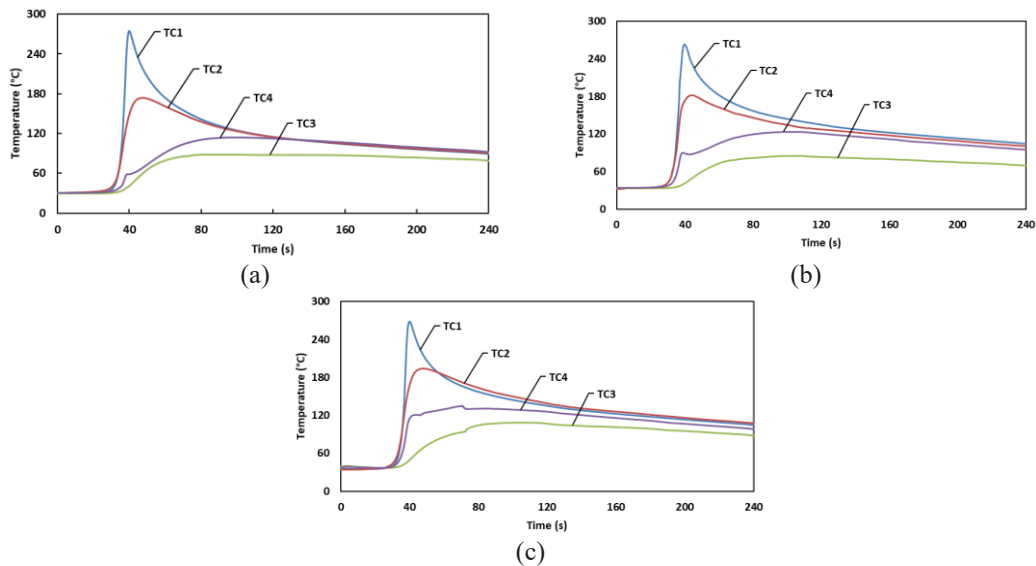 300
240
180
120
60
0
Temperature (°C)
TC1
TC2
TC4
TC3
0 40 80 120 160 200 240
Time (s)
(a)
300
240
180
120
60
0
Temperature (°C)
TC1
TC2
TC4
TC3
0 40 80 120 160 200 240
Time (s)
(b)
300
240
180
120
60
0
Temperature (°C)
TC1
TC2
TC4
TC3
0 40 80 120 160 200 240
Time (s)
(c)